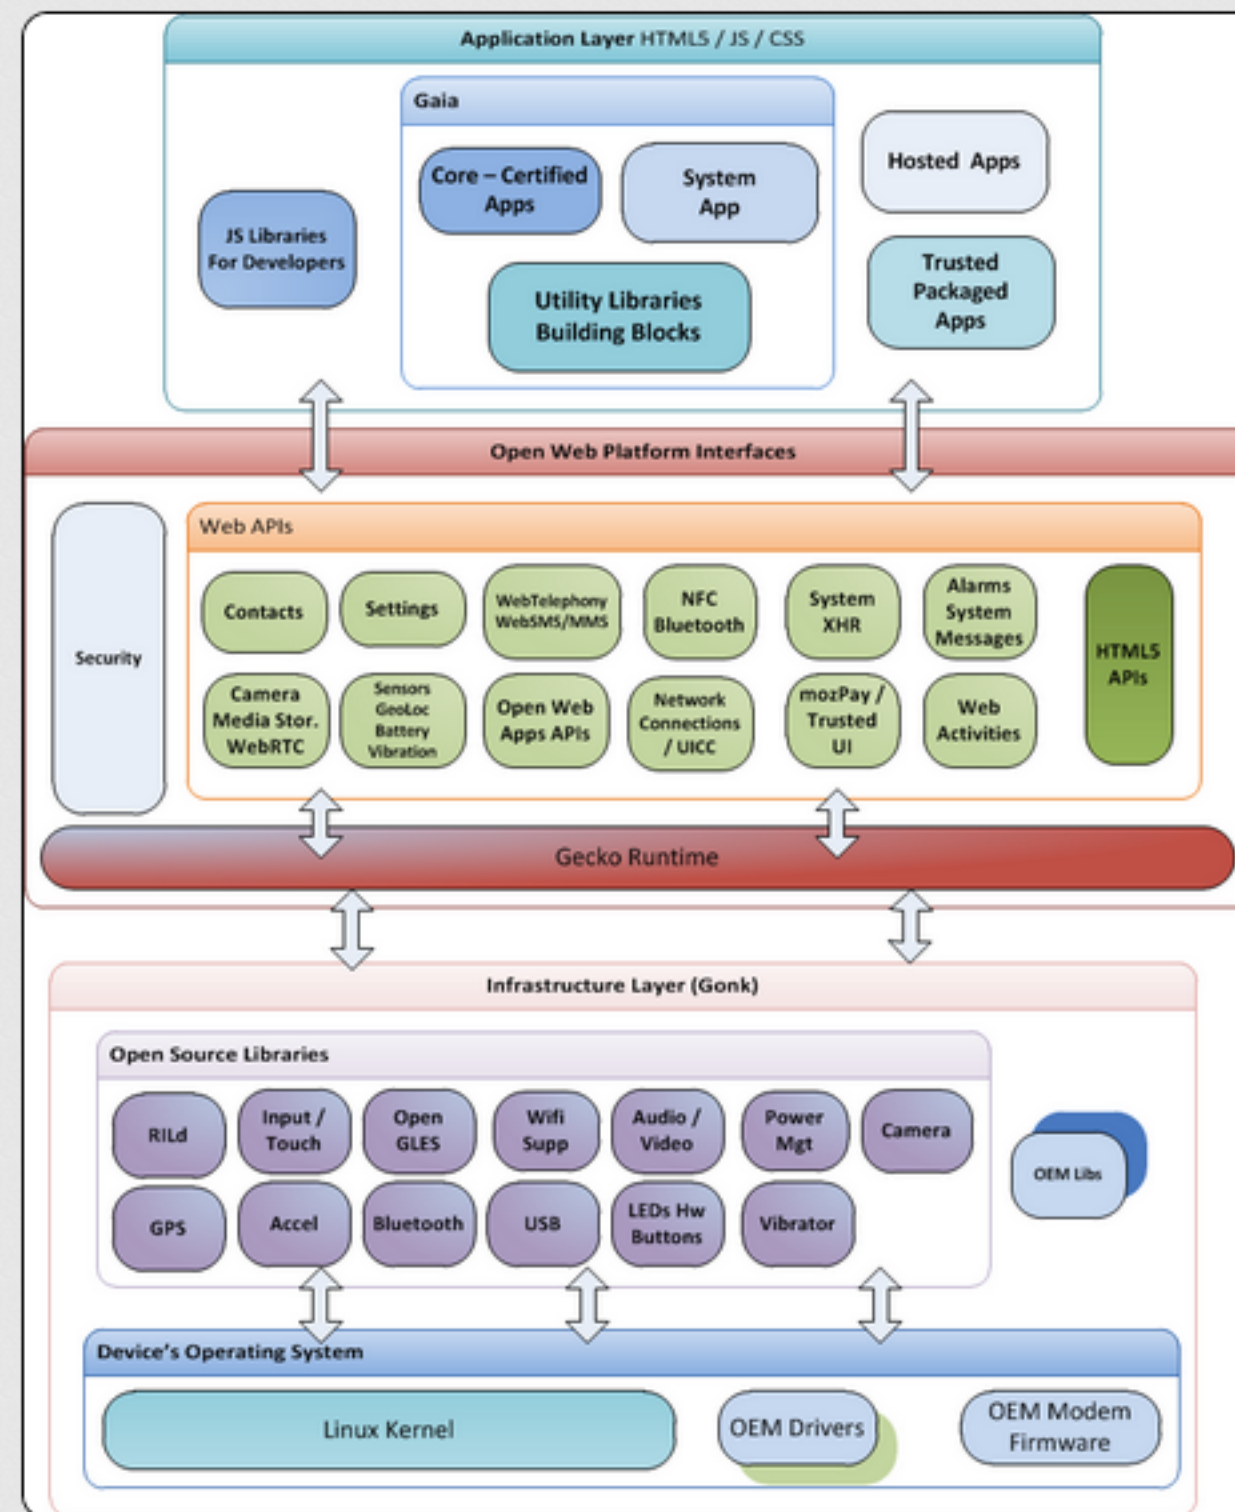 Application Layer HTML5 / JS / CSS
Gaia
Core – Certified
Apps
System
App
Hosted Apps
JS Libraries
For Developers
Utility Libraries
Building Blocks
Trusted
Packaged
Apps
Open Web Platform Interfaces
Security
Web APIs
Contacts
Settings
WebTelephony
WebSMS/MMS
NFC
Bluetooth
System
XHR
Alarms
System
Messages
HTML5
APIs
Camera
Media Stor.
WebRTC
Sensors
GeoLoc
Battery
Vibration
Open Web
Apps APIs
Network
Connections
/ UICC
mozPay /
Trusted
UI
Web
Activities
Gecko Runtime
Infrastructure Layer (Gonk)
Open Source Libraries
RILd
Input /
Touch
Open
GLES
Wifi
Supp
Audio /
Video
Power
Mgt
Camera
OEM Libs
GPS
Accel
Bluetooth
USB
LEDs Hw
Buttons
Vibrator
Device's Operating System
Linux Kernel
OEM Drivers
OEM Modem
Firmware